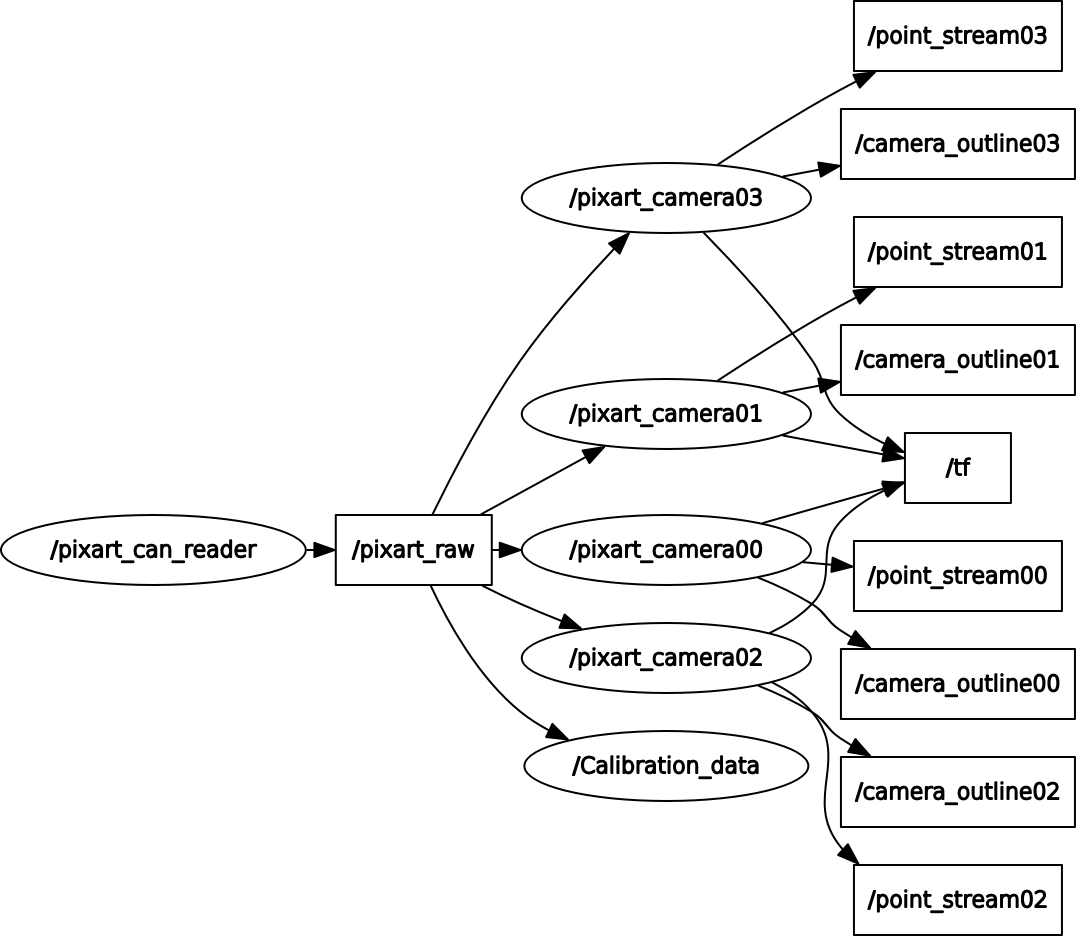 /point_stream03
/camera_outline03
/pixart_camera03
/point_stream01
/camera_outline01
/pixart_camera01
/tf
/pixart_can_reader
/pixart_raw
/pixart_camera00
/point_stream00
/pixart_camera02
/camera_outline00
/Calibration_data
/camera_outline02
/point_stream02